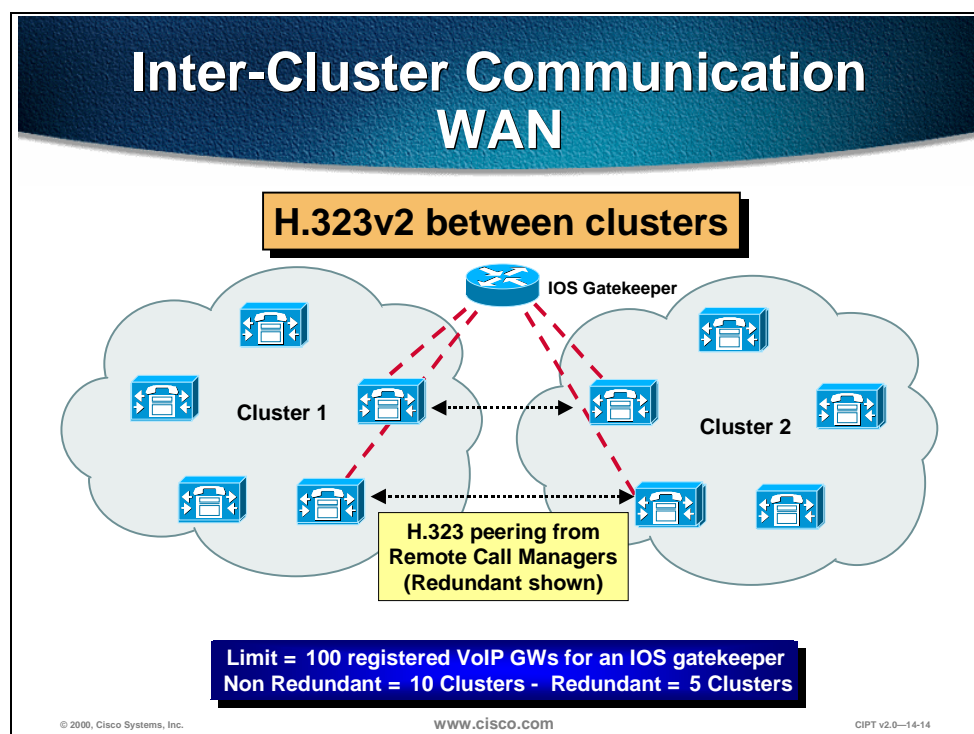 Inter-Cluster Communication
WAN
H.323v2 between clusters
IOS Gatekeeper
Cluster 1
Cluster 2
H.323 peering from
Remote Call Managers
(Redundant shown)
Limit = 100 registered VoIP GWs for an IOS gatekeeper
Non Redundant = 10 Clusters - Redundant = 5 Clusters
© 2000, Cisco Systems, Inc.
www.cisco.com
CIPT v2.0—14-14